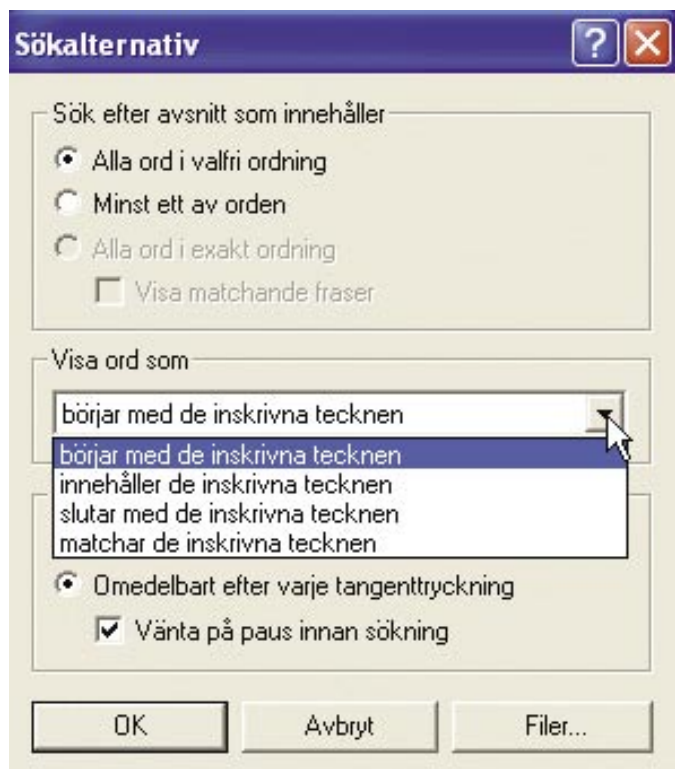 Sökalternativ
Sök efter avsnitt som innehåller
Alla ord i valfri ordning
Minst ett av orden
Alla ord i exakt ordning
Visa matchande fraser
Visa ord som
börjar med de inskrivna tecknen
börjar med de inskrivna tecknen
innehåller de inskrivna tecknen
slutar med de inskrivna tecknen
matchar de inskrivna tecknen
Omedelbart efter varje tangenttryckning
Vänta på paus innan sökning
OK Avbryt Filer...